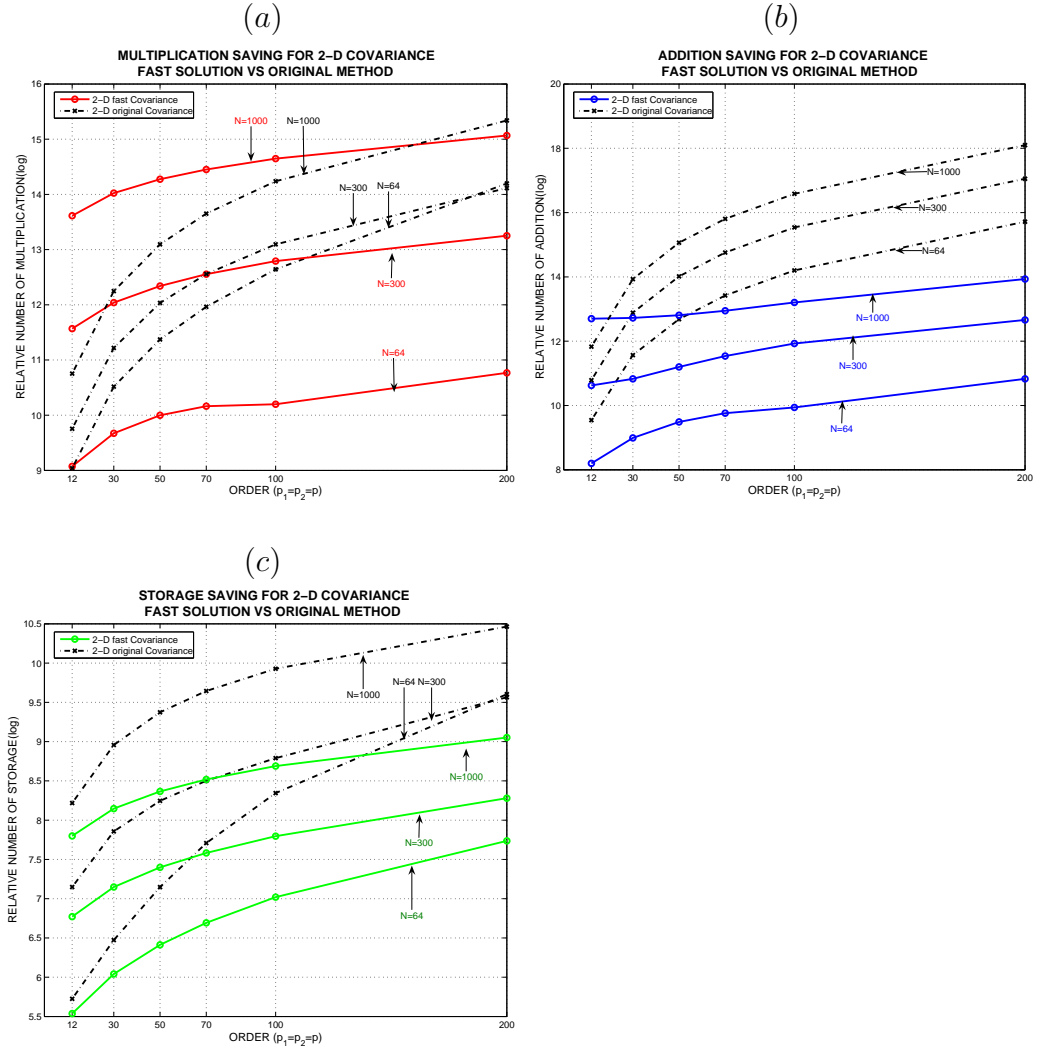 (a)
MULTIPLICATION SAVING FOR 2-D COVARIANCE
FAST SOLUTION VS ORIGINAL METHOD
2-D fast Covariance
2-D original Covariance
N=1000
N=1000
N=300
N=64
N=300
N=64
16
15
14
13
12
11
10
9
12
30
50
70
100
200
RELATIVE NUMBER OF MULTIPLICATION(log)
ORDER (p₁=p₂=p)
(b)
ADDITION SAVING FOR 2-D COVARIANCE
FAST SOLUTION VS ORIGINAL METHOD
2-D fast Covariance
2-D original Covariance
N=1000
N=300
N=64
N=1000
N=300
N=64
20
18
16
14
12
10
8
12
30
50
70
100
200
RELATIVE NUMBER OF ADDITION(log)
ORDER (p₁=p₂=p)
(c)
STORAGE SAVING FOR 2-D COVARIANCE
FAST SOLUTION VS ORIGINAL METHOD
2-D fast Covariance
2-D original Covariance
N=1000
N=64
N=300
N=1000
N=300
N=64
10.5
10
9.5
9
8.5
8
7.5
7
6.5
6
5.5
12
30
50
70
100
200
RELATIVE NUMBER OF STORAGE(log)
ORDER (p₁=p₂=p)